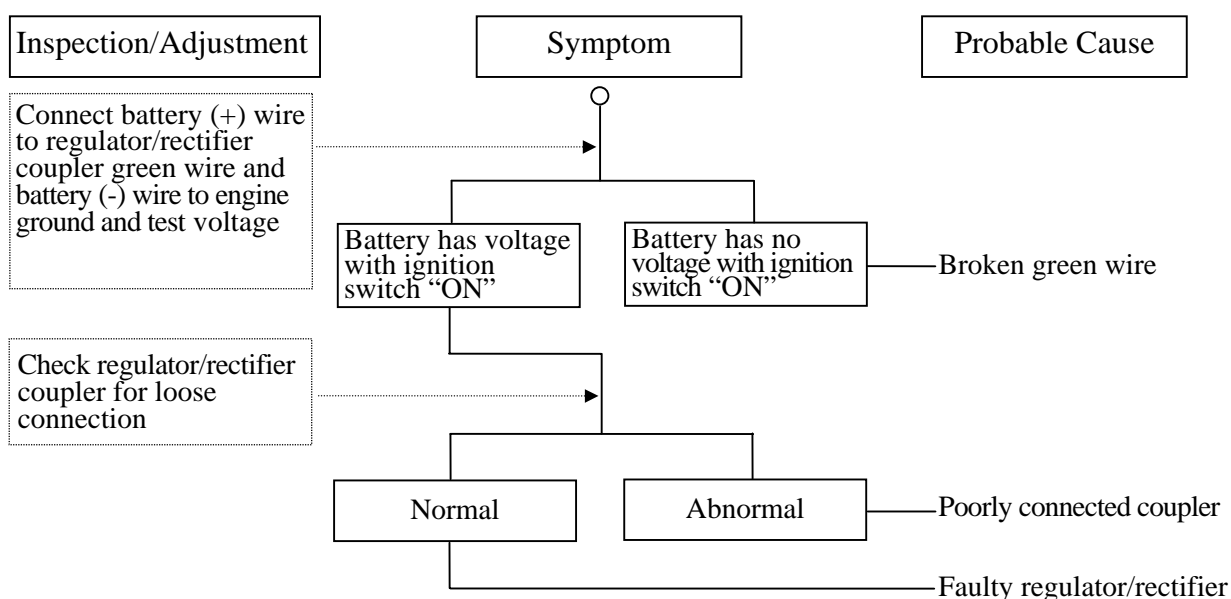 Inspection/Adjustment
Symptom
Probable Cause
Connect battery (+) wire
to regulator/rectifier
coupler green wire and
battery (-) wire to engine
ground and test voltage
Battery has voltage
with ignition
switch “ON”
Battery has no
voltage with ignition
switch “ON”
Broken green wire
Check regulator/rectifier
coupler for loose
connection
Normal
Abnormal
Poorly connected coupler
Faulty regulator/rectifier